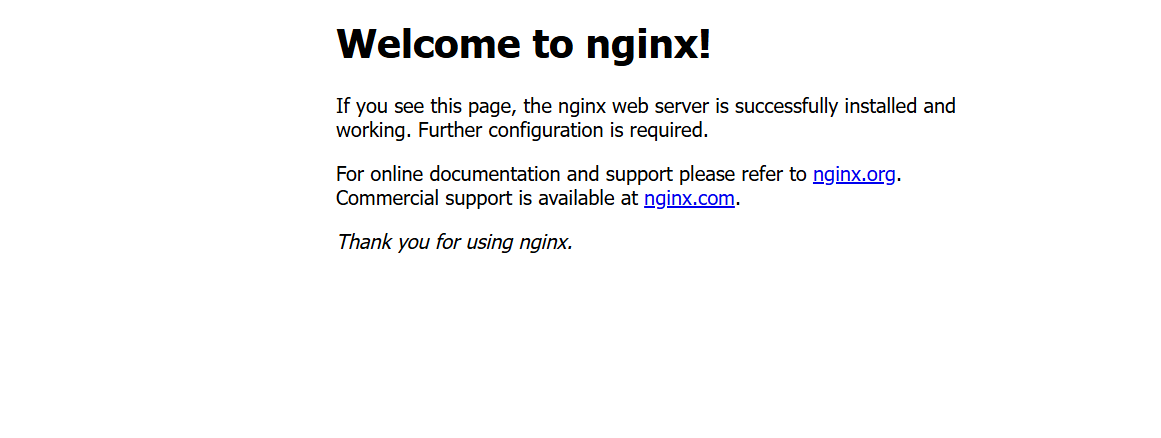 Welcome to nginx!
If you see this page, the nginx web server is successfully installed and
working. Further configuration is required.
For online documentation and support please refer to nginx.org.
Commercial support is available at nginx.com.
Thank you for using nginx.